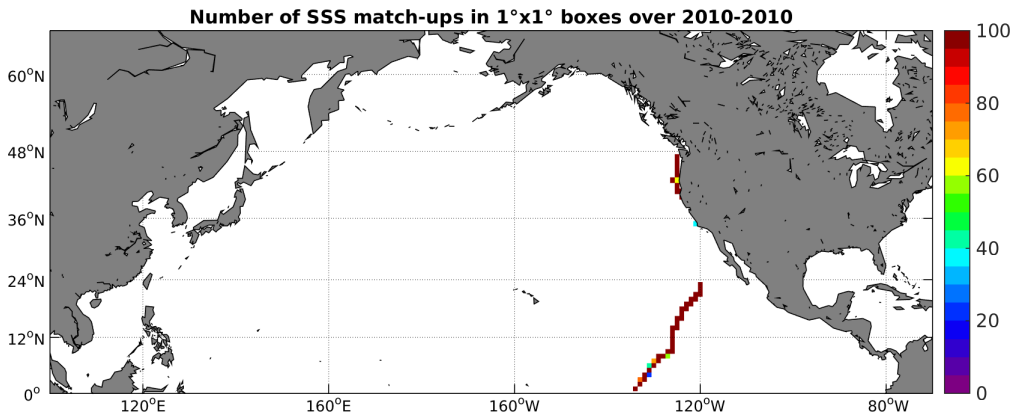 Number of SSS match-ups in 1°x1° boxes over 2010-2010
60°N
48°N
36°N
24°N
12°N
0°
120°E
160°E
160°W
120°W
80°W
100
80
60
40
20
0